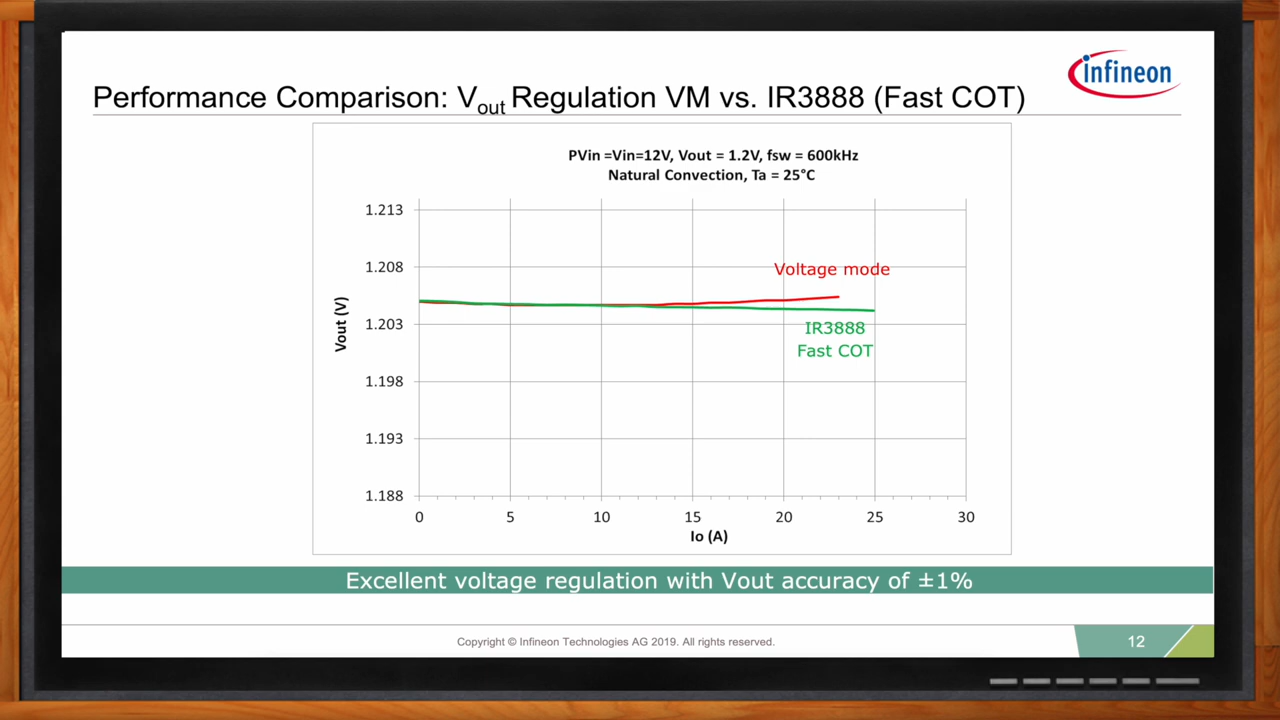 infineon
Performance Comparison: Vout Regulation VM vs. IR3888 (Fast COT)
PVin =Vin=12V, Vout = 1.2V, fsw = 600kHz
Natural Convection, Ta = 25°C
1.213
1.208
1.203
1.198
1.193
1.188
Vout (V)
Voltage mode
IR3888
Fast COT
0 5 10 15 20 25 30
Io (A)
Excellent voltage regulation with Vout accuracy of ±1%
Copyright © Infineon Technologies AG 2019. All rights reserved.
12